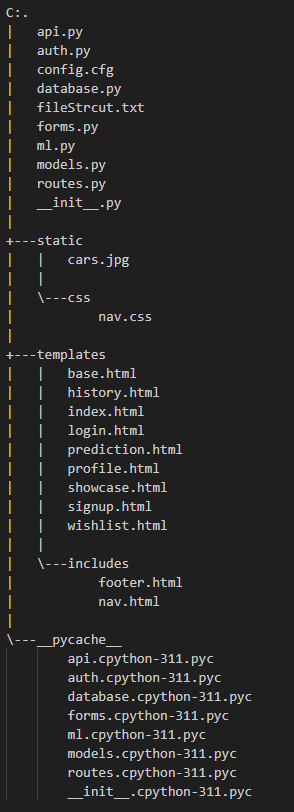 C:.
|   api.py
|   auth.py
|   config.cfg
|   database.py
|   fileStrcut.txt
|   forms.py
|   ml.py
|   models.py
|   routes.py
|   __init__.py
|
+---static
|   |   cars.jpg
|   |
|   \---css
|           nav.css
|
+---templates
|   |   base.html
|   |   history.html
|   |   index.html
|   |   login.html
|   |   prediction.html
|   |   profile.html
|   |   showcase.html
|   |   signup.html
|   |   wishlist.html
|   |
|   \---includes
|           footer.html
|           nav.html
|
\---__pycache__
        api.cpython-311.pyc
        auth.cpython-311.pyc
        database.cpython-311.pyc
        forms.cpython-311.pyc
        ml.cpython-311.pyc
        models.cpython-311.pyc
        routes.cpython-311.pyc
        __init__.cpython-311.pyc